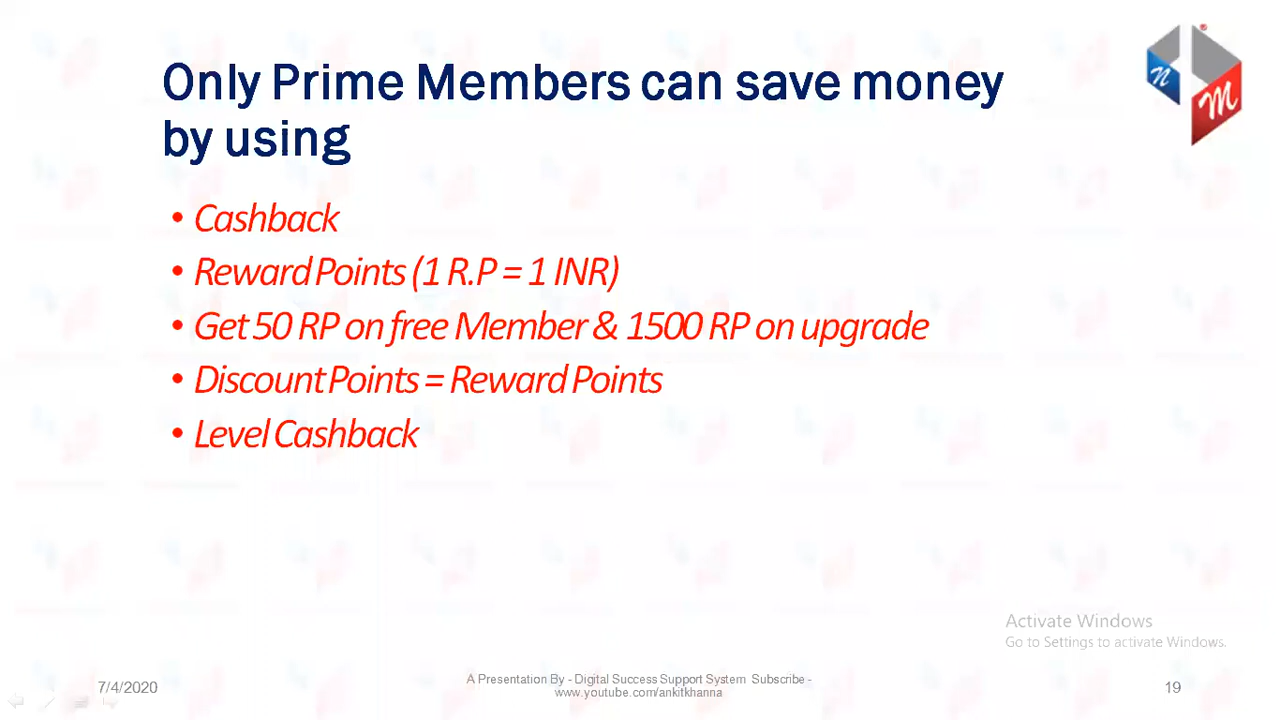 Only Prime Members can save money
by using
• Cashback
• Reward Points (1 R.P = 1 INR)
• Get 50 RP on free Member & 1500 RP on upgrade
• Discount Points = Reward Points
• Level Cashback
n
M
Activate Windows
Go to Settings to activate Windows.
7/4/2020
A Presentation By - Digital Success Support System Subscribe -
www.youtube.com/ankitkhanna
19